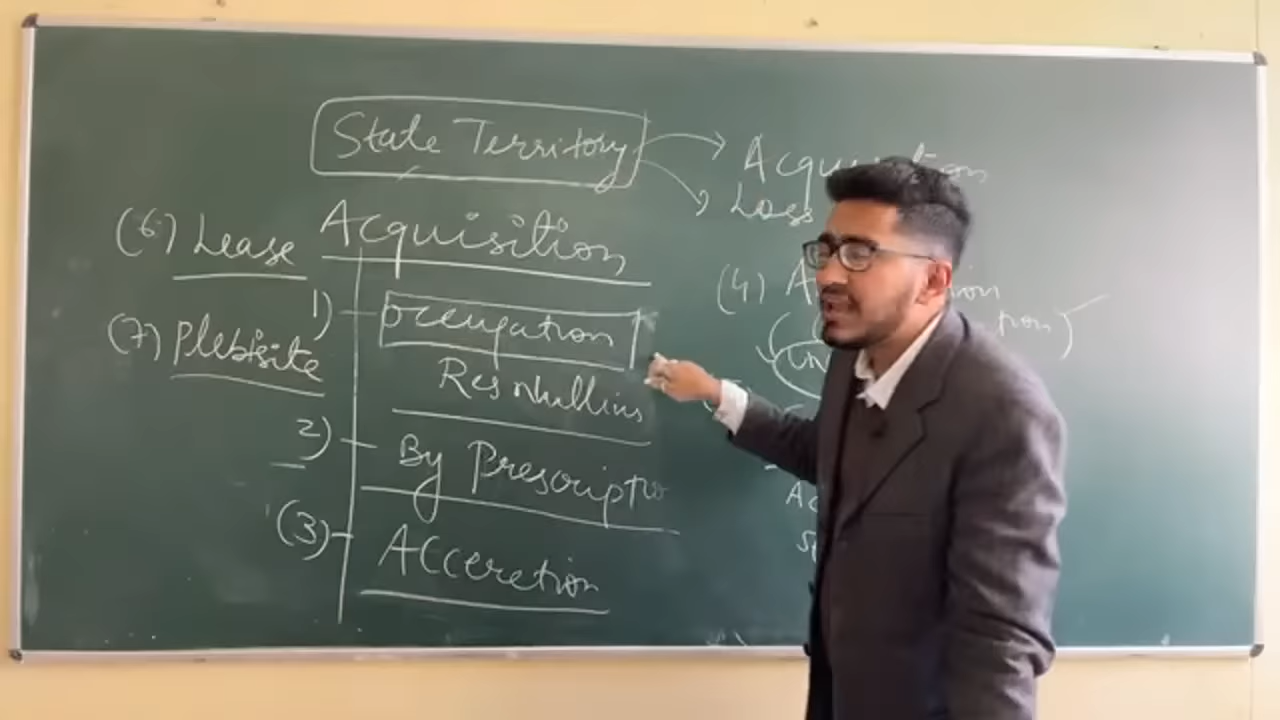 State Territory
Acquisition
Loss
(6) Lease
Acquisition
1) Occupation
Res Nullius
(7) Plebisite
2) By Prescriptio
(3) Acceretion
(4) A